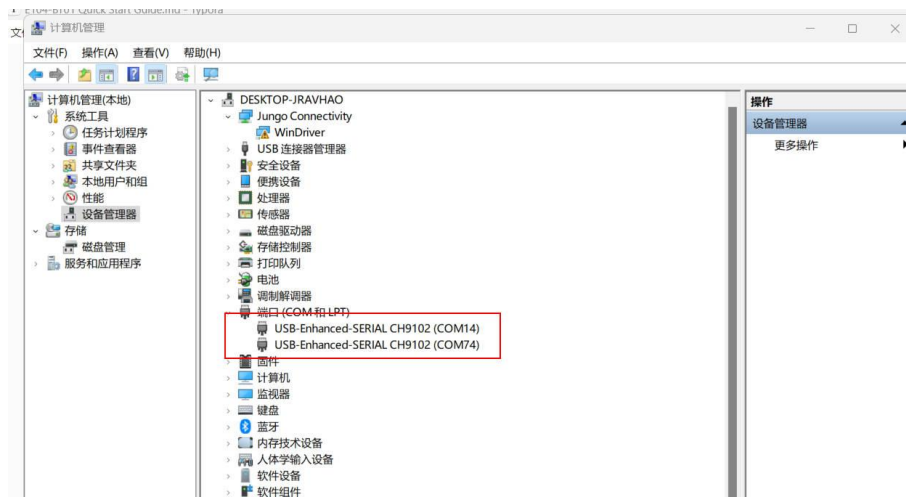 E104-BT01 Quick Start Guide.md - Typora
文
计算机管理
文件(F) 操作(A) 查看(V) 帮助(H)
计算机管理(本地)
系统工具
任务计划程序
事件查看器
共享文件夹
本地用户和组
性能
设备管理器
存储
磁盘管理
服务和应用程序
DESKTOP-JRAVHAO
Jungo Connectivity
WinDriver
USB 连接器管理器
安全设备
便携设备
处理器
传感器
磁盘驱动器
存储控制器
打印队列
电池
调制解调器
端口 (COM 和 LPT)
USB-Enhanced-SERIAL CH9102 (COM14)
USB-Enhanced-SERIAL CH9102 (COM74)
固件
计算机
监视器
键盘
蓝牙
内存技术设备
人体学输入设备
软件设备
软件组件
操作
设备管理器
更多操作